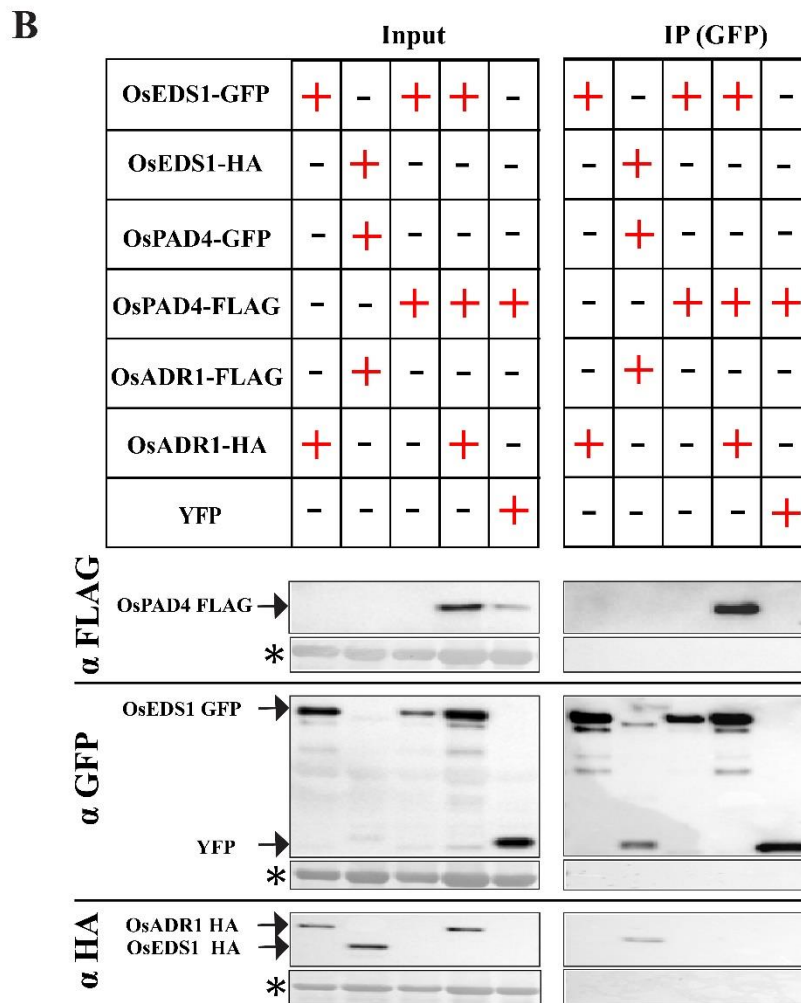 B
Input IP (GFP)
OsEDS1-GFP + - + + - + - + + -
OsEDS1-HA - + - - - - + - - -
OsPAD4-GFP - + - - - - + - - -
OsPAD4-FLAG - - + + + - - + + +
OsADR1-FLAG - + - - - - + - - -
OsADR1-HA + - - + - + - - + -
YFP - - - - + - - - - +
α FLAG
OsPAD4 FLAG
*
α GFP
OsEDS1 GFP
YFP
*
α HA
OsADR1 HA
OsEDS1 HA
*